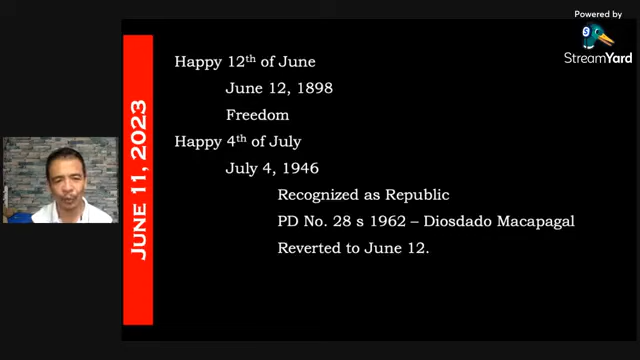 Powered by
StreamYard
JUNE 11, 2023
Happy 12th of June
June 12, 1898
Freedom
Happy 4th of July
July 4, 1946
Recognized as Republic
PD No. 28 s 1962 – Diosdado Macapagal
Reverted to June 12.